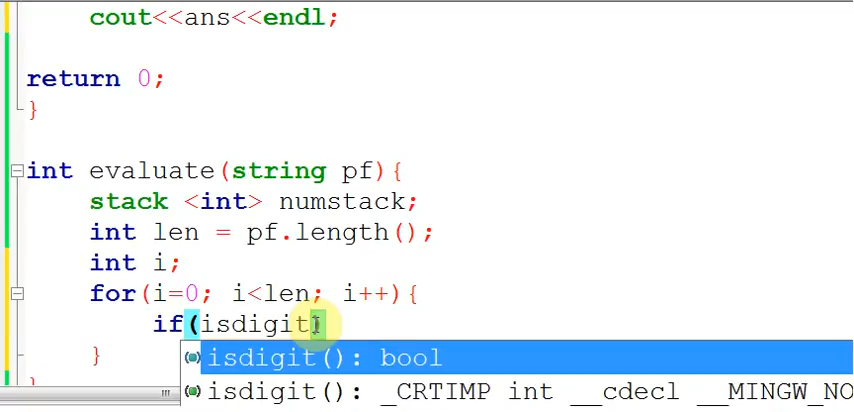 cout<<ans<<endl;
return 0;
}
int evaluate(string pf){
stack <int> numstack;
int len = pf.length();
int i;
for(i=0; i<len; i++){
if(isdigit)
}
isdigit(): bool
isdigit(): _CRTIMP int __cdecl __MINGW_NO
}